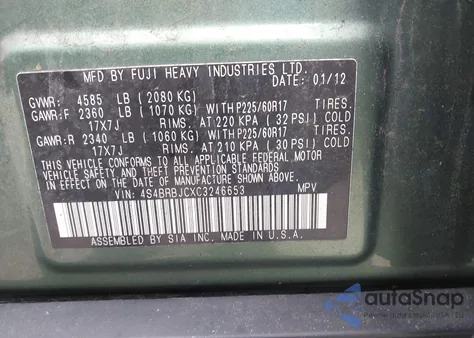 MFD BY FUJI HEAVY INDUSTRIES LTD.
DATE: 01/12
GVWR: 4585 LB (2080 KG)
GAWR:F 2360 LB (1070 KG) WITH P225/60R17 TIRES.
17X7J RIMS. AT 220 KPA (32 PSI) COLD
GAWR:R 2340 LB (1060 KG) WITH P225/60R17 TIRES.
17X7J RIMS. AT 210 KPA (30 PSI) COLD
THIS VEHICLE CONFORMS TO ALL APPLICABLE FEDERAL MOTOR
VEHICLE SAFETY AND THEFT PREVENTION STANDARDS IN EFFECT
ON THE DATE OF MANUFACTURE SHOWN ABOVE.
VIN: 4S4BRBJCXC3246653 MPV
ASSEMBLED BY SIA INC. MADE IN U.S.A.
autoSnap